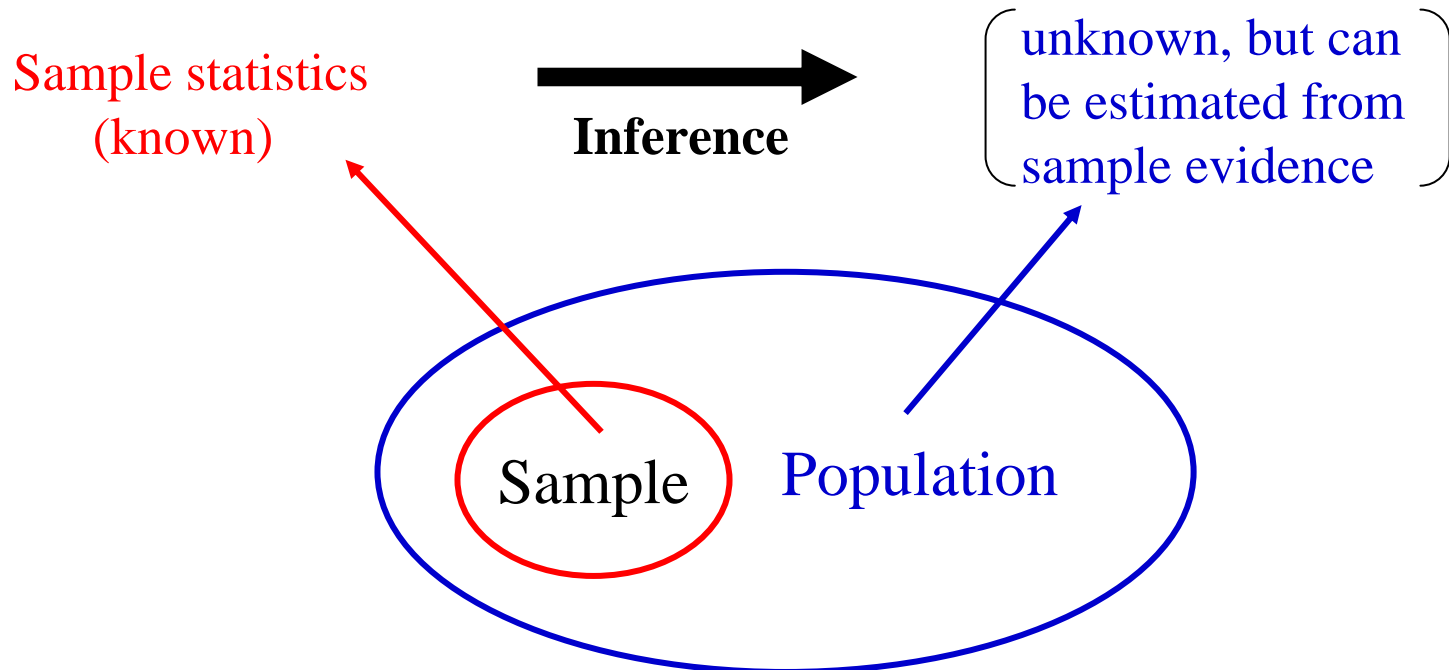 Sample statistics
(known)
Inference
unknown, but can
be estimated from
sample evidence
Sample
Population